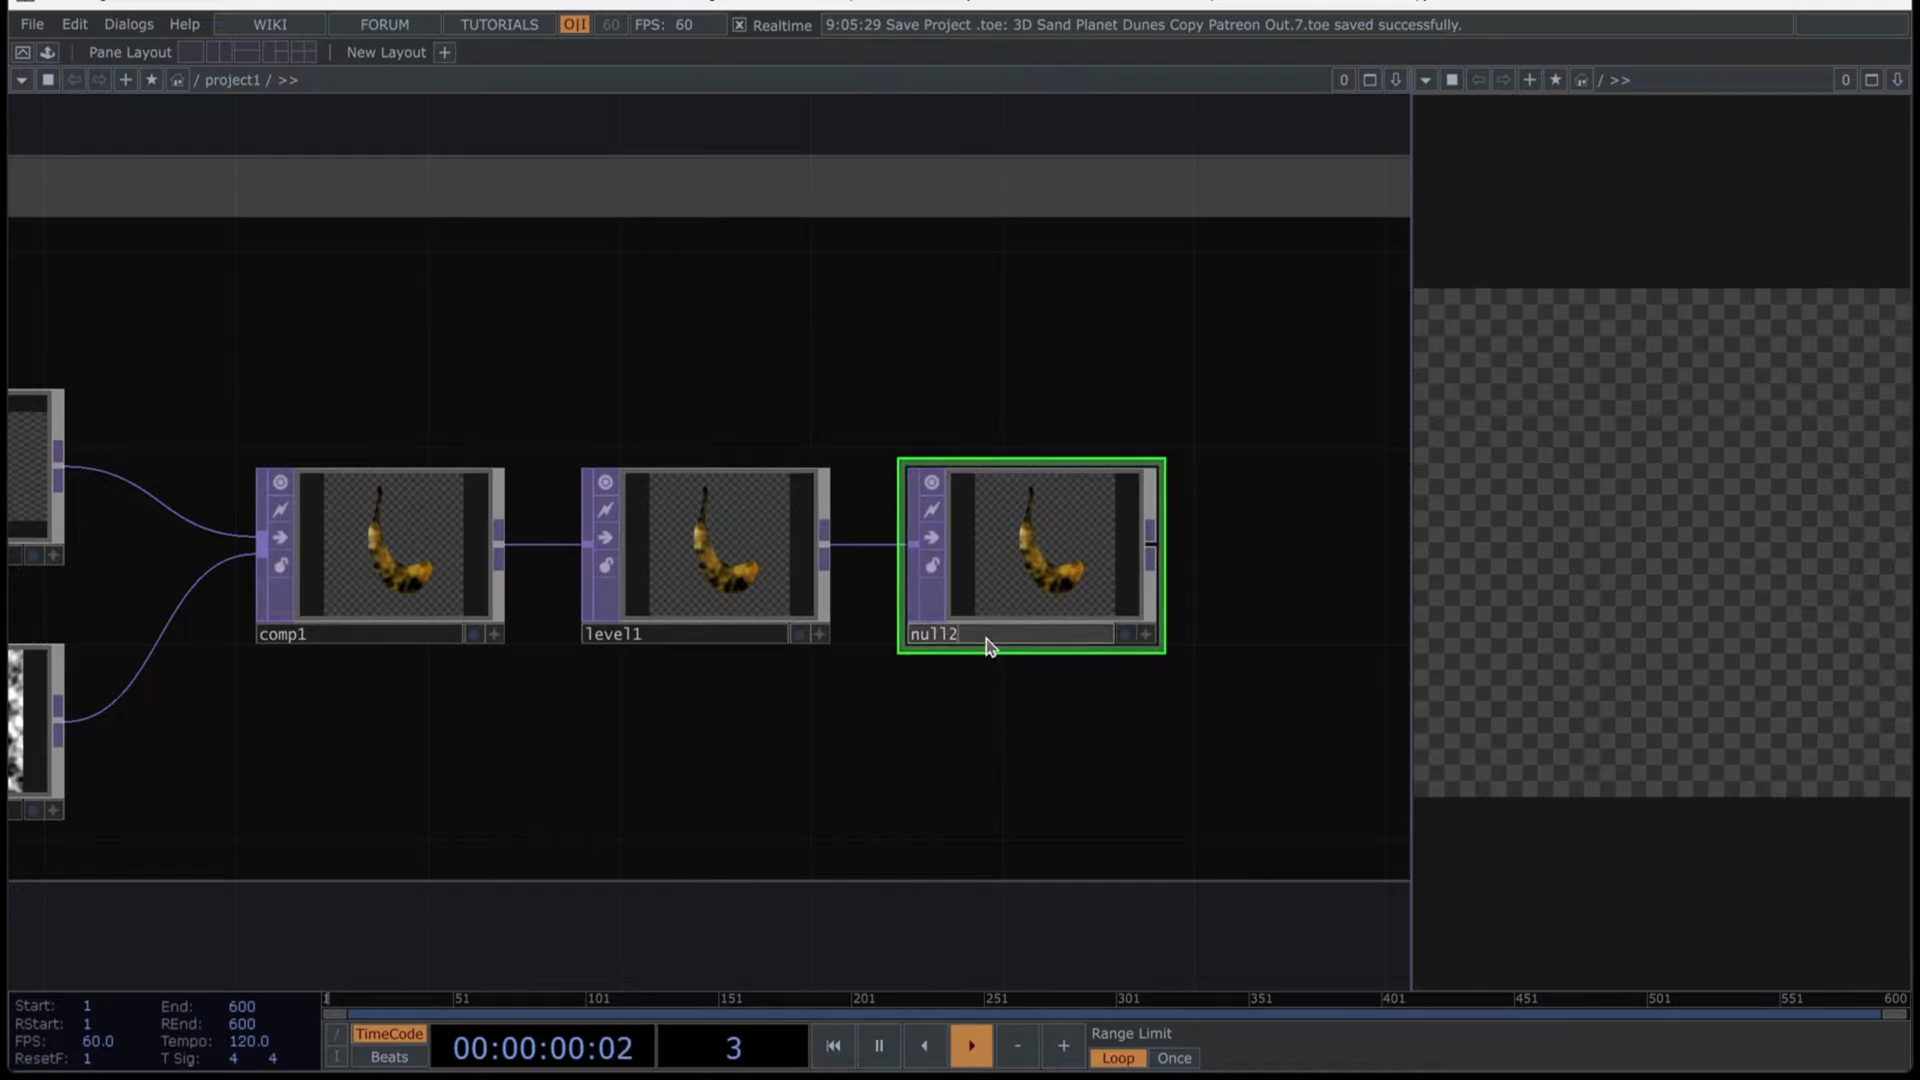 File Edit Dialogs Help WIKI FORUM TUTORIALS O|I 60 FPS: 60 Realtime 9:05:29 Save Project .toe: 3D Sand Planet Dunes Copy Patreon Out.7.toe saved successfully.
Pane Layout New Layout +
/ project1 / >> 0 / >> 0
comp1 level1 null2
1 51 101 151 201 251 301 351 401 451 501 551 600
Start: 1 End: 600
RStart: 1 REnd: 600
FPS: 60.0 Tempo: 120.0
ResetF: 1 T Sig: 4 4
TimeCode
Beats
00:00:00:02 3
Range Limit
Loop Once